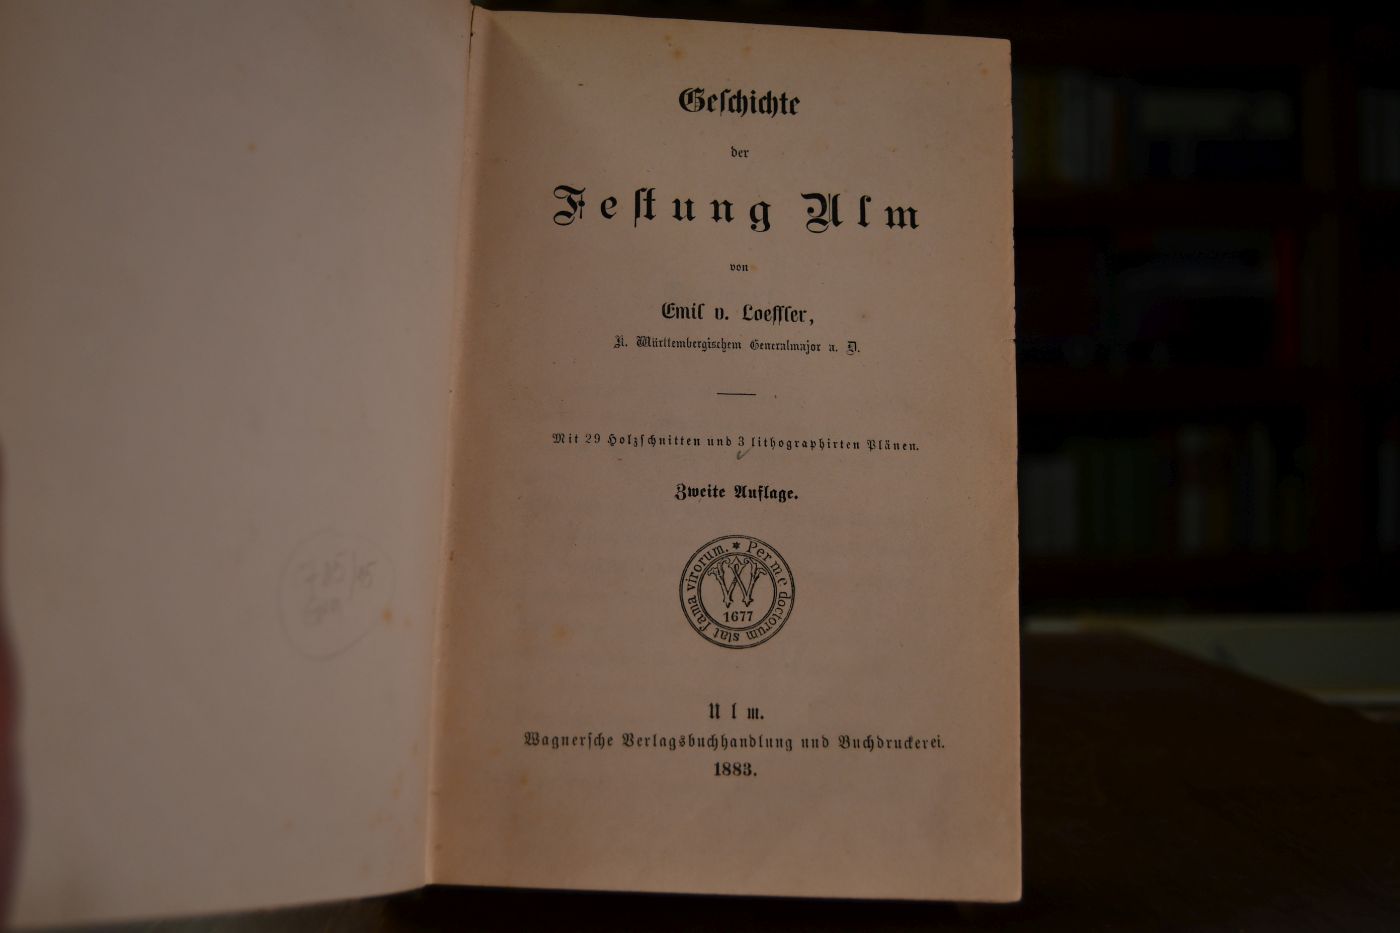 Geschichte
der
Festung Ulm
von
Emil v. Loeffler,
K. Württembergischem Generalmajor a. D.
Mit 29 Holzschnitten und 3 lithographirten Plänen.
Zweite Auflage.
Per me doctorum stat fama virorum.
W
1677
Ulm.
Wagnersche Verlagsbuchhandlung und Buchdruckerei.
1883.